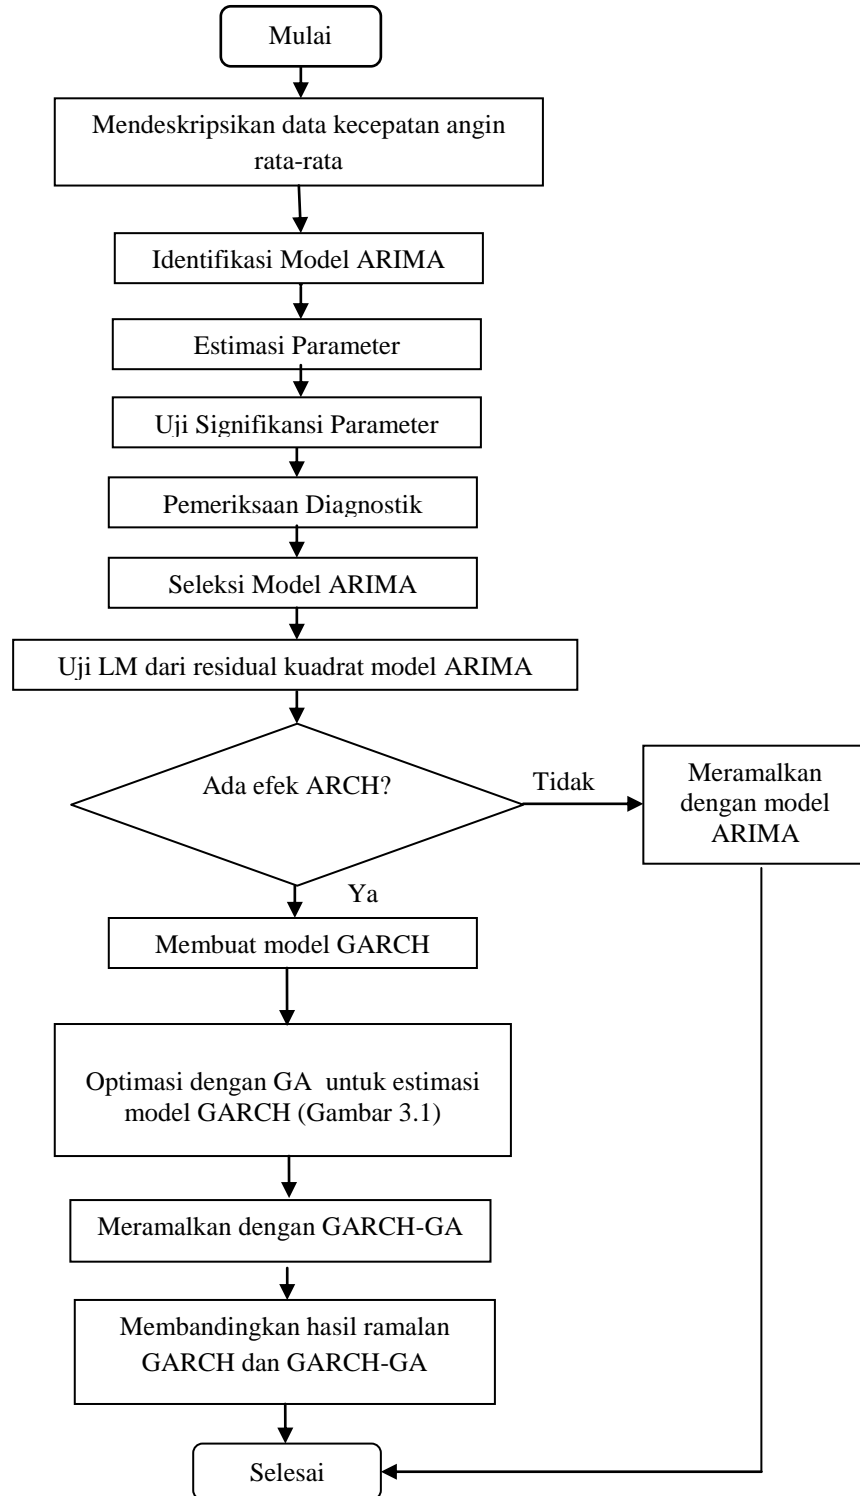 Mulai
Mendeskripsikan data kecepatan angin
rata-rata
Identifikasi Model ARIMA
Estimasi Parameter
Uji Signifikansi Parameter
Pemeriksaan Diagnostik
Seleksi Model ARIMA
Uji LM dari residual kuadrat model ARIMA
Ada efek ARCH?
Tidak
Meramalkan
dengan model
ARIMA
Ya
Membuat model GARCH
Optimasi dengan GA untuk estimasi
model GARCH (Gambar 3.1)
Meramalkan dengan GARCH-GA
Membandingkan hasil ramalan
GARCH dan GARCH-GA
Selesai